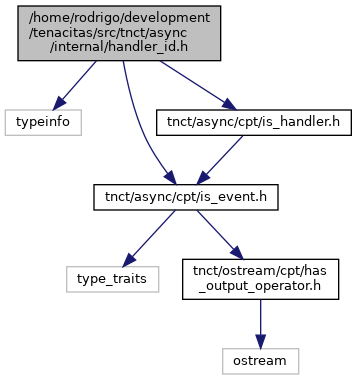 /home/rodrigo/development
/tenacitas/src/tnct/async
/internal/handler_id.h
typeinfo
tnct/async/cpt/is_handler.h
tnct/async/cpt/is_event.h
type_traits
tnct/ostream/cpt/has
_output_operator.h
ostream